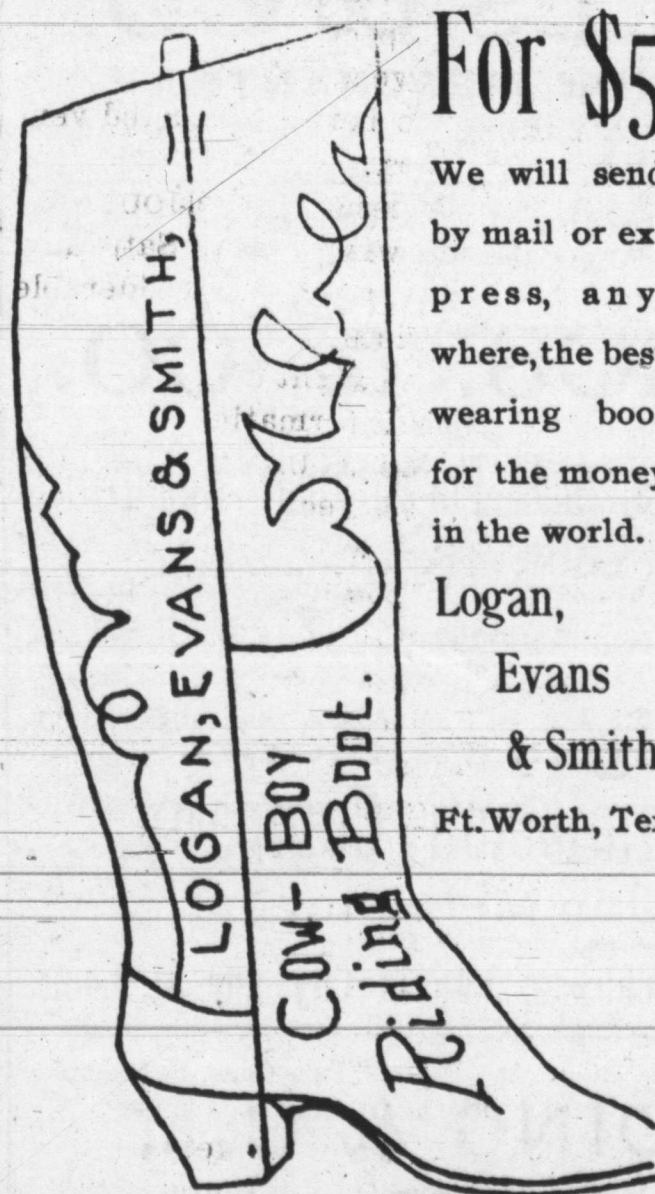 For $5
We will send
by mail or ex
press, any
where, the bes
wearing boo
for the money
in the world.
Logan,
Evans
& Smith
Ft. Worth, Te
LOGAN, EVANS & SMITH,
COW-BOY
Riding Boot.